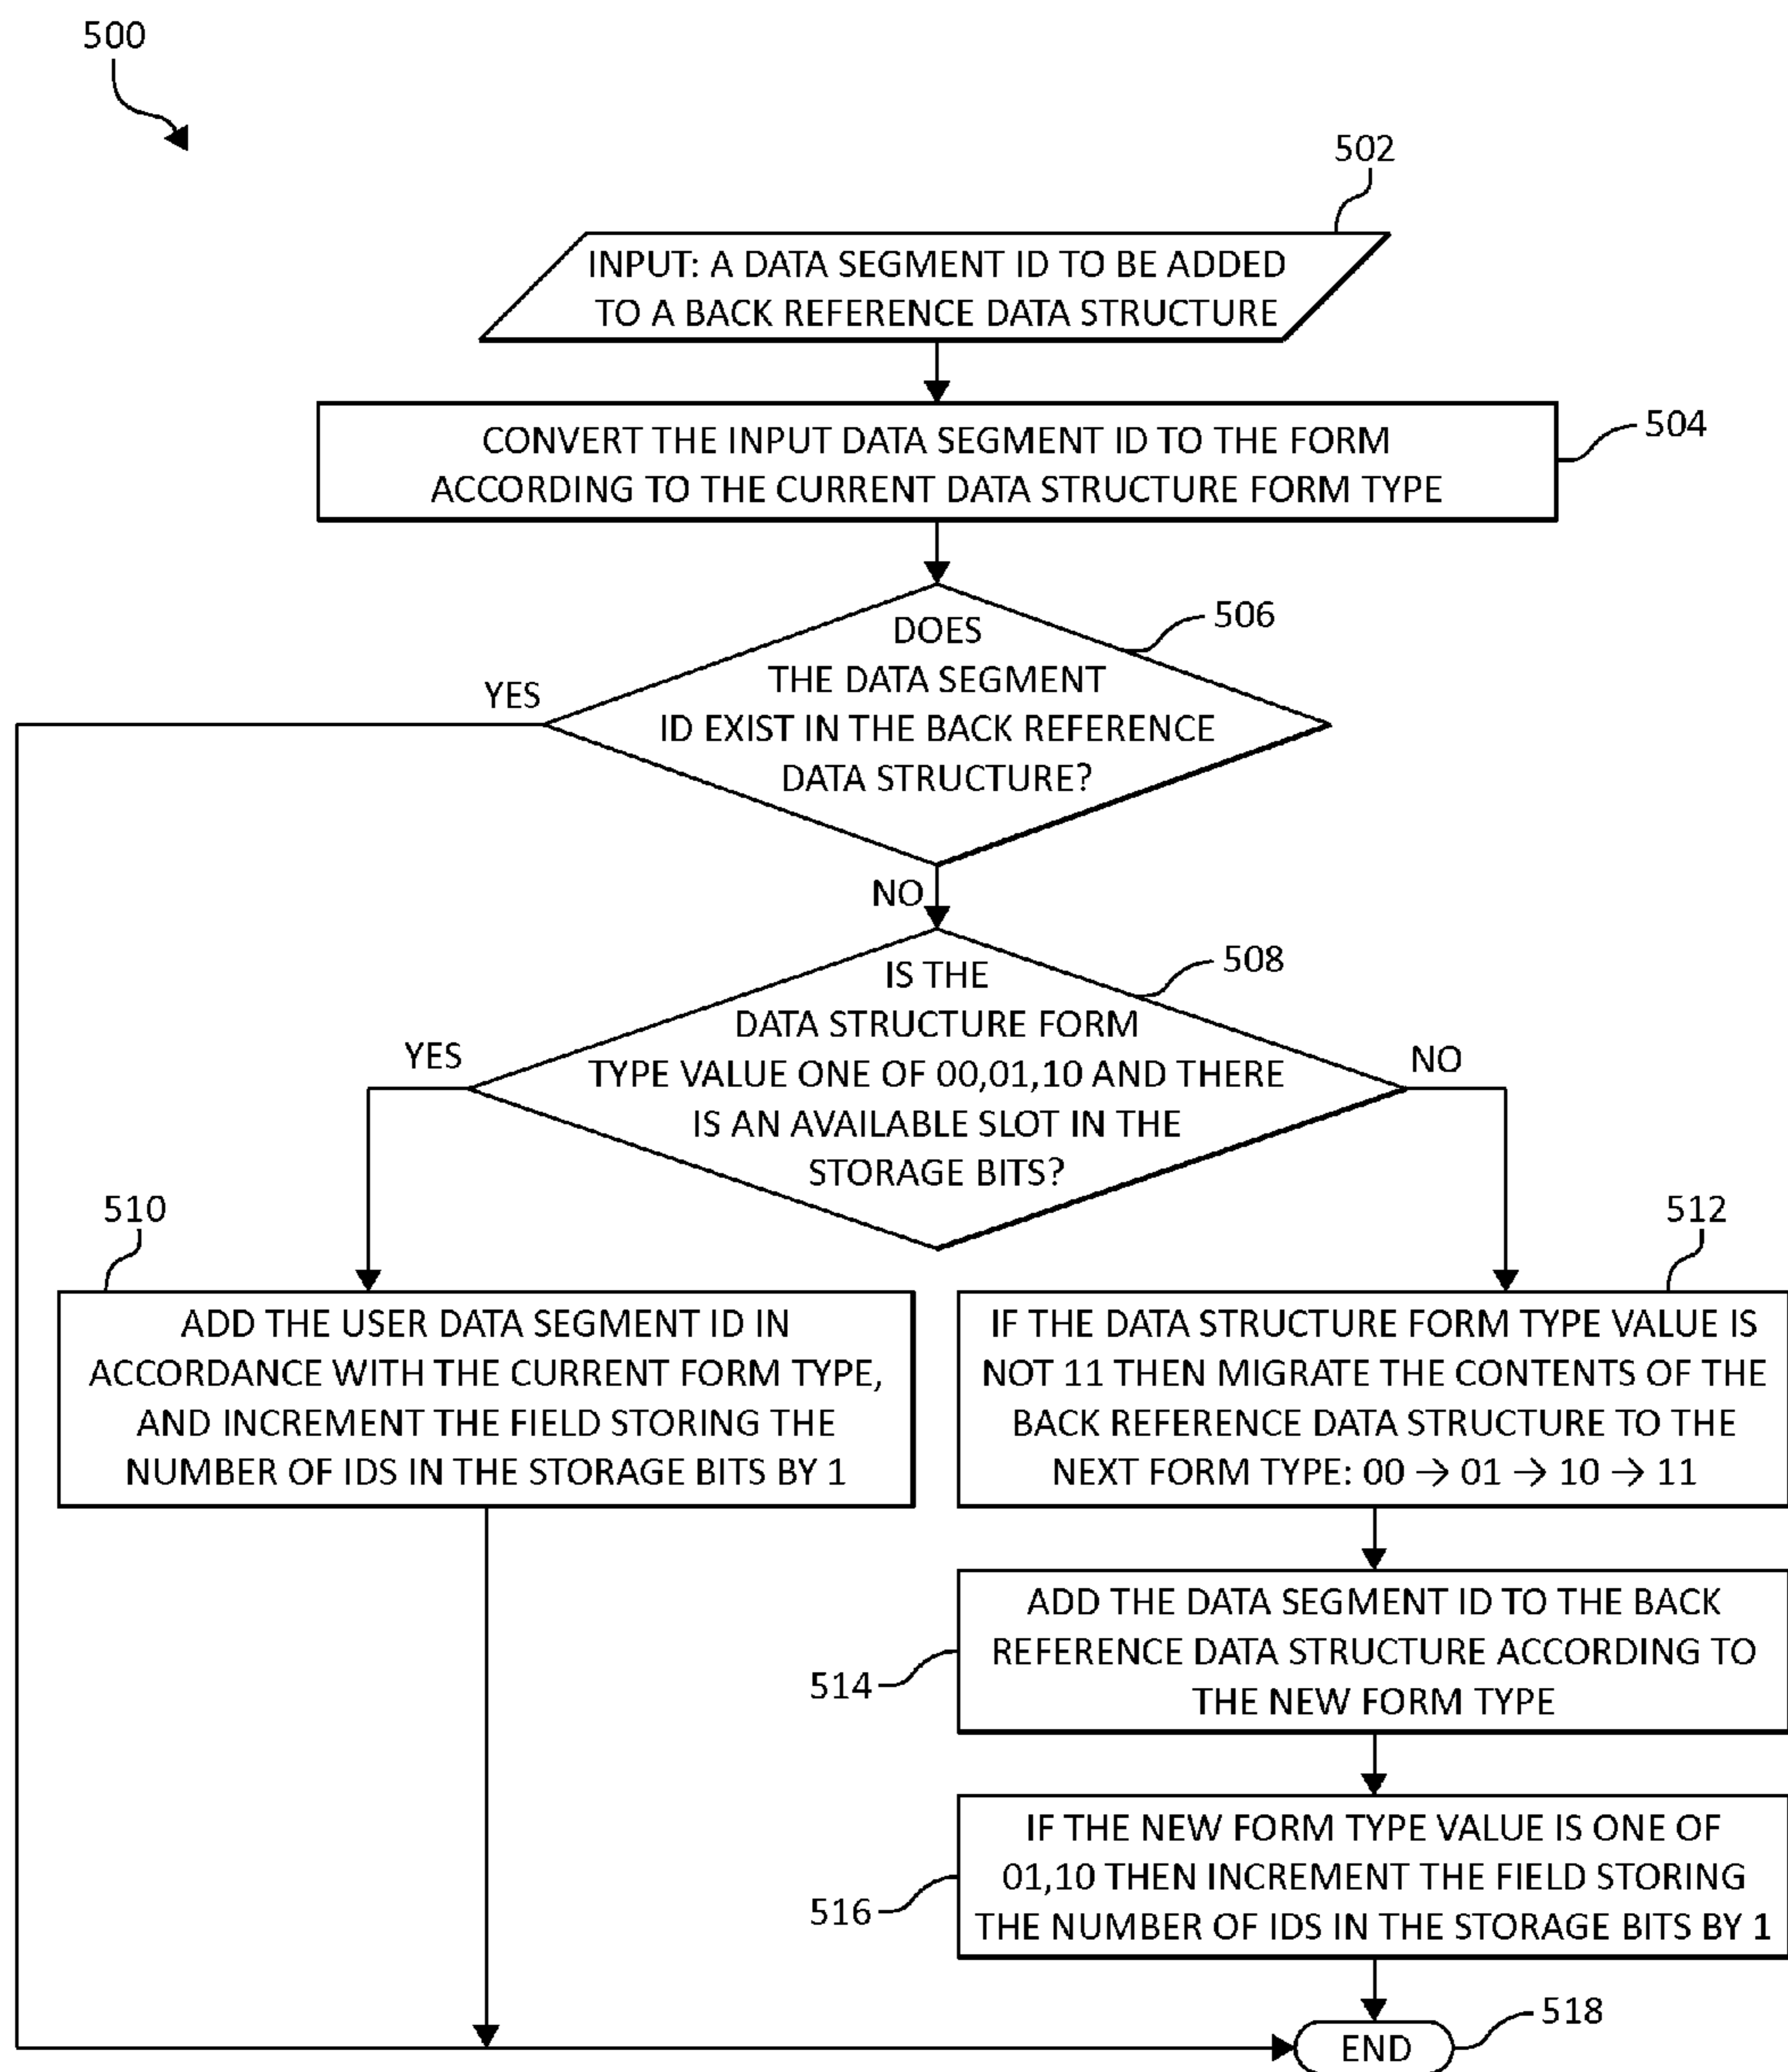 500
502
INPUT: A DATA SEGMENT ID TO BE ADDED
TO A BACK REFERENCE DATA STRUCTURE
CONVERT THE INPUT DATA SEGMENT ID TO THE FORM
ACCORDING TO THE CURRENT DATA STRUCTURE FORM TYPE
504
506
DOES
THE DATA SEGMENT
ID EXIST IN THE BACK REFERENCE
DATA STRUCTURE?
YES
NO
508
IS THE
DATA STRUCTURE FORM
TYPE VALUE ONE OF 00,01,10 AND THERE
IS AN AVAILABLE SLOT IN THE
STORAGE BITS?
YES
NO
510
ADD THE USER DATA SEGMENT ID IN
ACCORDANCE WITH THE CURRENT FORM TYPE,
AND INCREMENT THE FIELD STORING THE
NUMBER OF IDS IN THE STORAGE BITS BY 1
512
IF THE DATA STRUCTURE FORM TYPE VALUE IS
NOT 11 THEN MIGRATE THE CONTENTS OF THE
BACK REFERENCE DATA STRUCTURE TO THE
NEXT FORM TYPE: 00 → 01 → 10 → 11
ADD THE DATA SEGMENT ID TO THE BACK
REFERENCE DATA STRUCTURE ACCORDING TO
THE NEW FORM TYPE
514
IF THE NEW FORM TYPE VALUE IS ONE OF
01,10 THEN INCREMENT THE FIELD STORING
THE NUMBER OF IDS IN THE STORAGE BITS BY 1
516
END
518